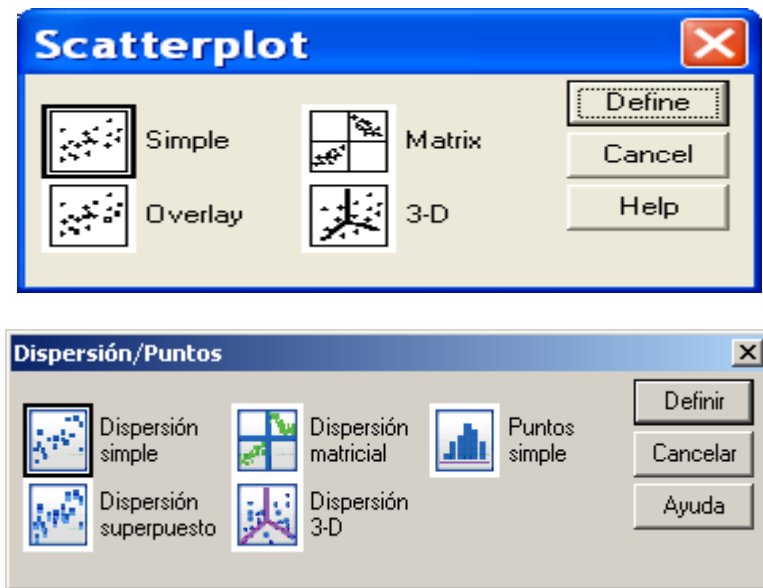 Scatterplot
Simple
Matrix
Define
Cancel
Overlay
3-D
Help
Dispersión/Puntos
Dispersión
simple
Dispersión
matricial
Puntos
simple
Definir
Cancelar
Dispersión
superpuesto
Dispersión
3-D
Ayuda